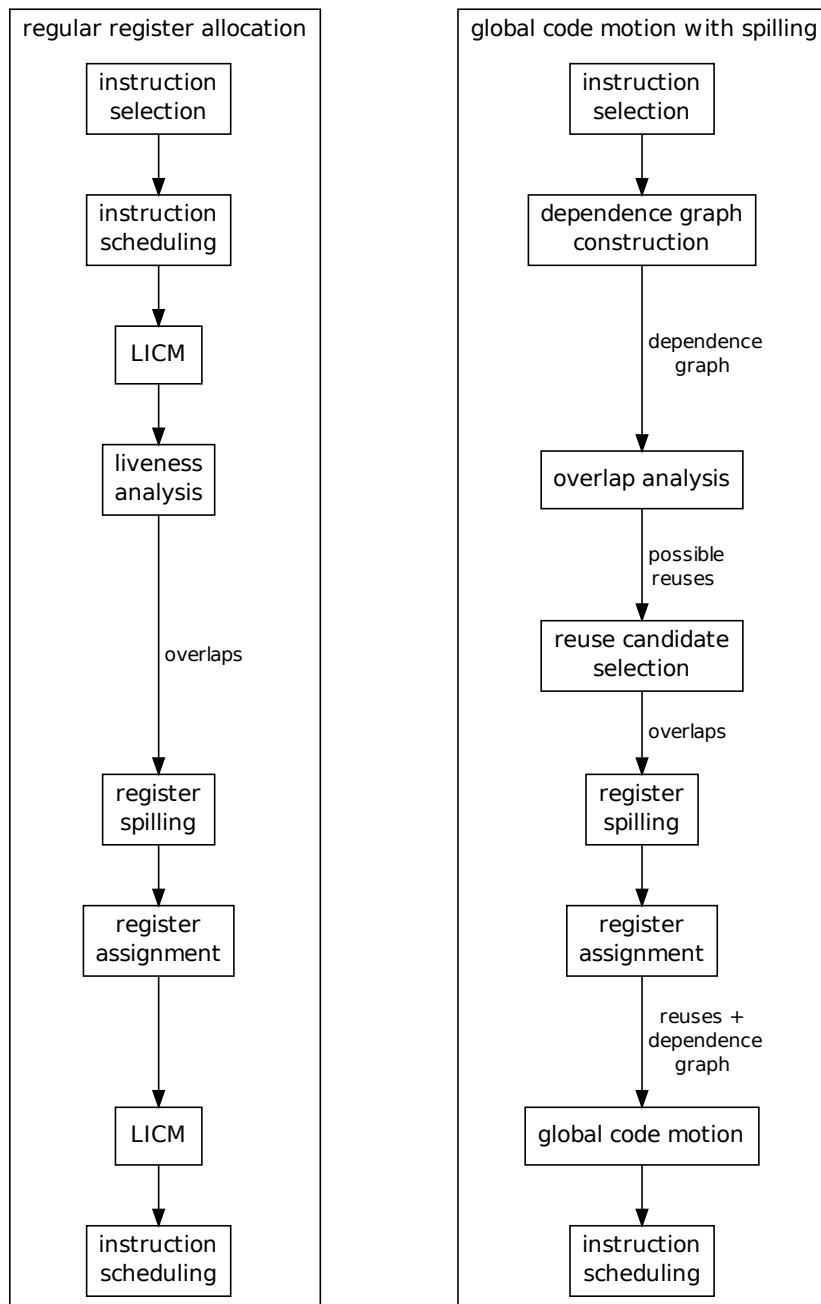 regular register allocation
instruction
selection
instruction
scheduling
LICM
liveness
analysis
overlaps
register
spilling
register
assignment
LICM
instruction
scheduling
global code motion with spilling
instruction
selection
dependence graph
construction
dependence
graph
overlap analysis
possible
reuses
reuse candidate
selection
overlaps
register
spilling
register
assignment
reuses +
dependence
graph
global code motion
instruction
scheduling